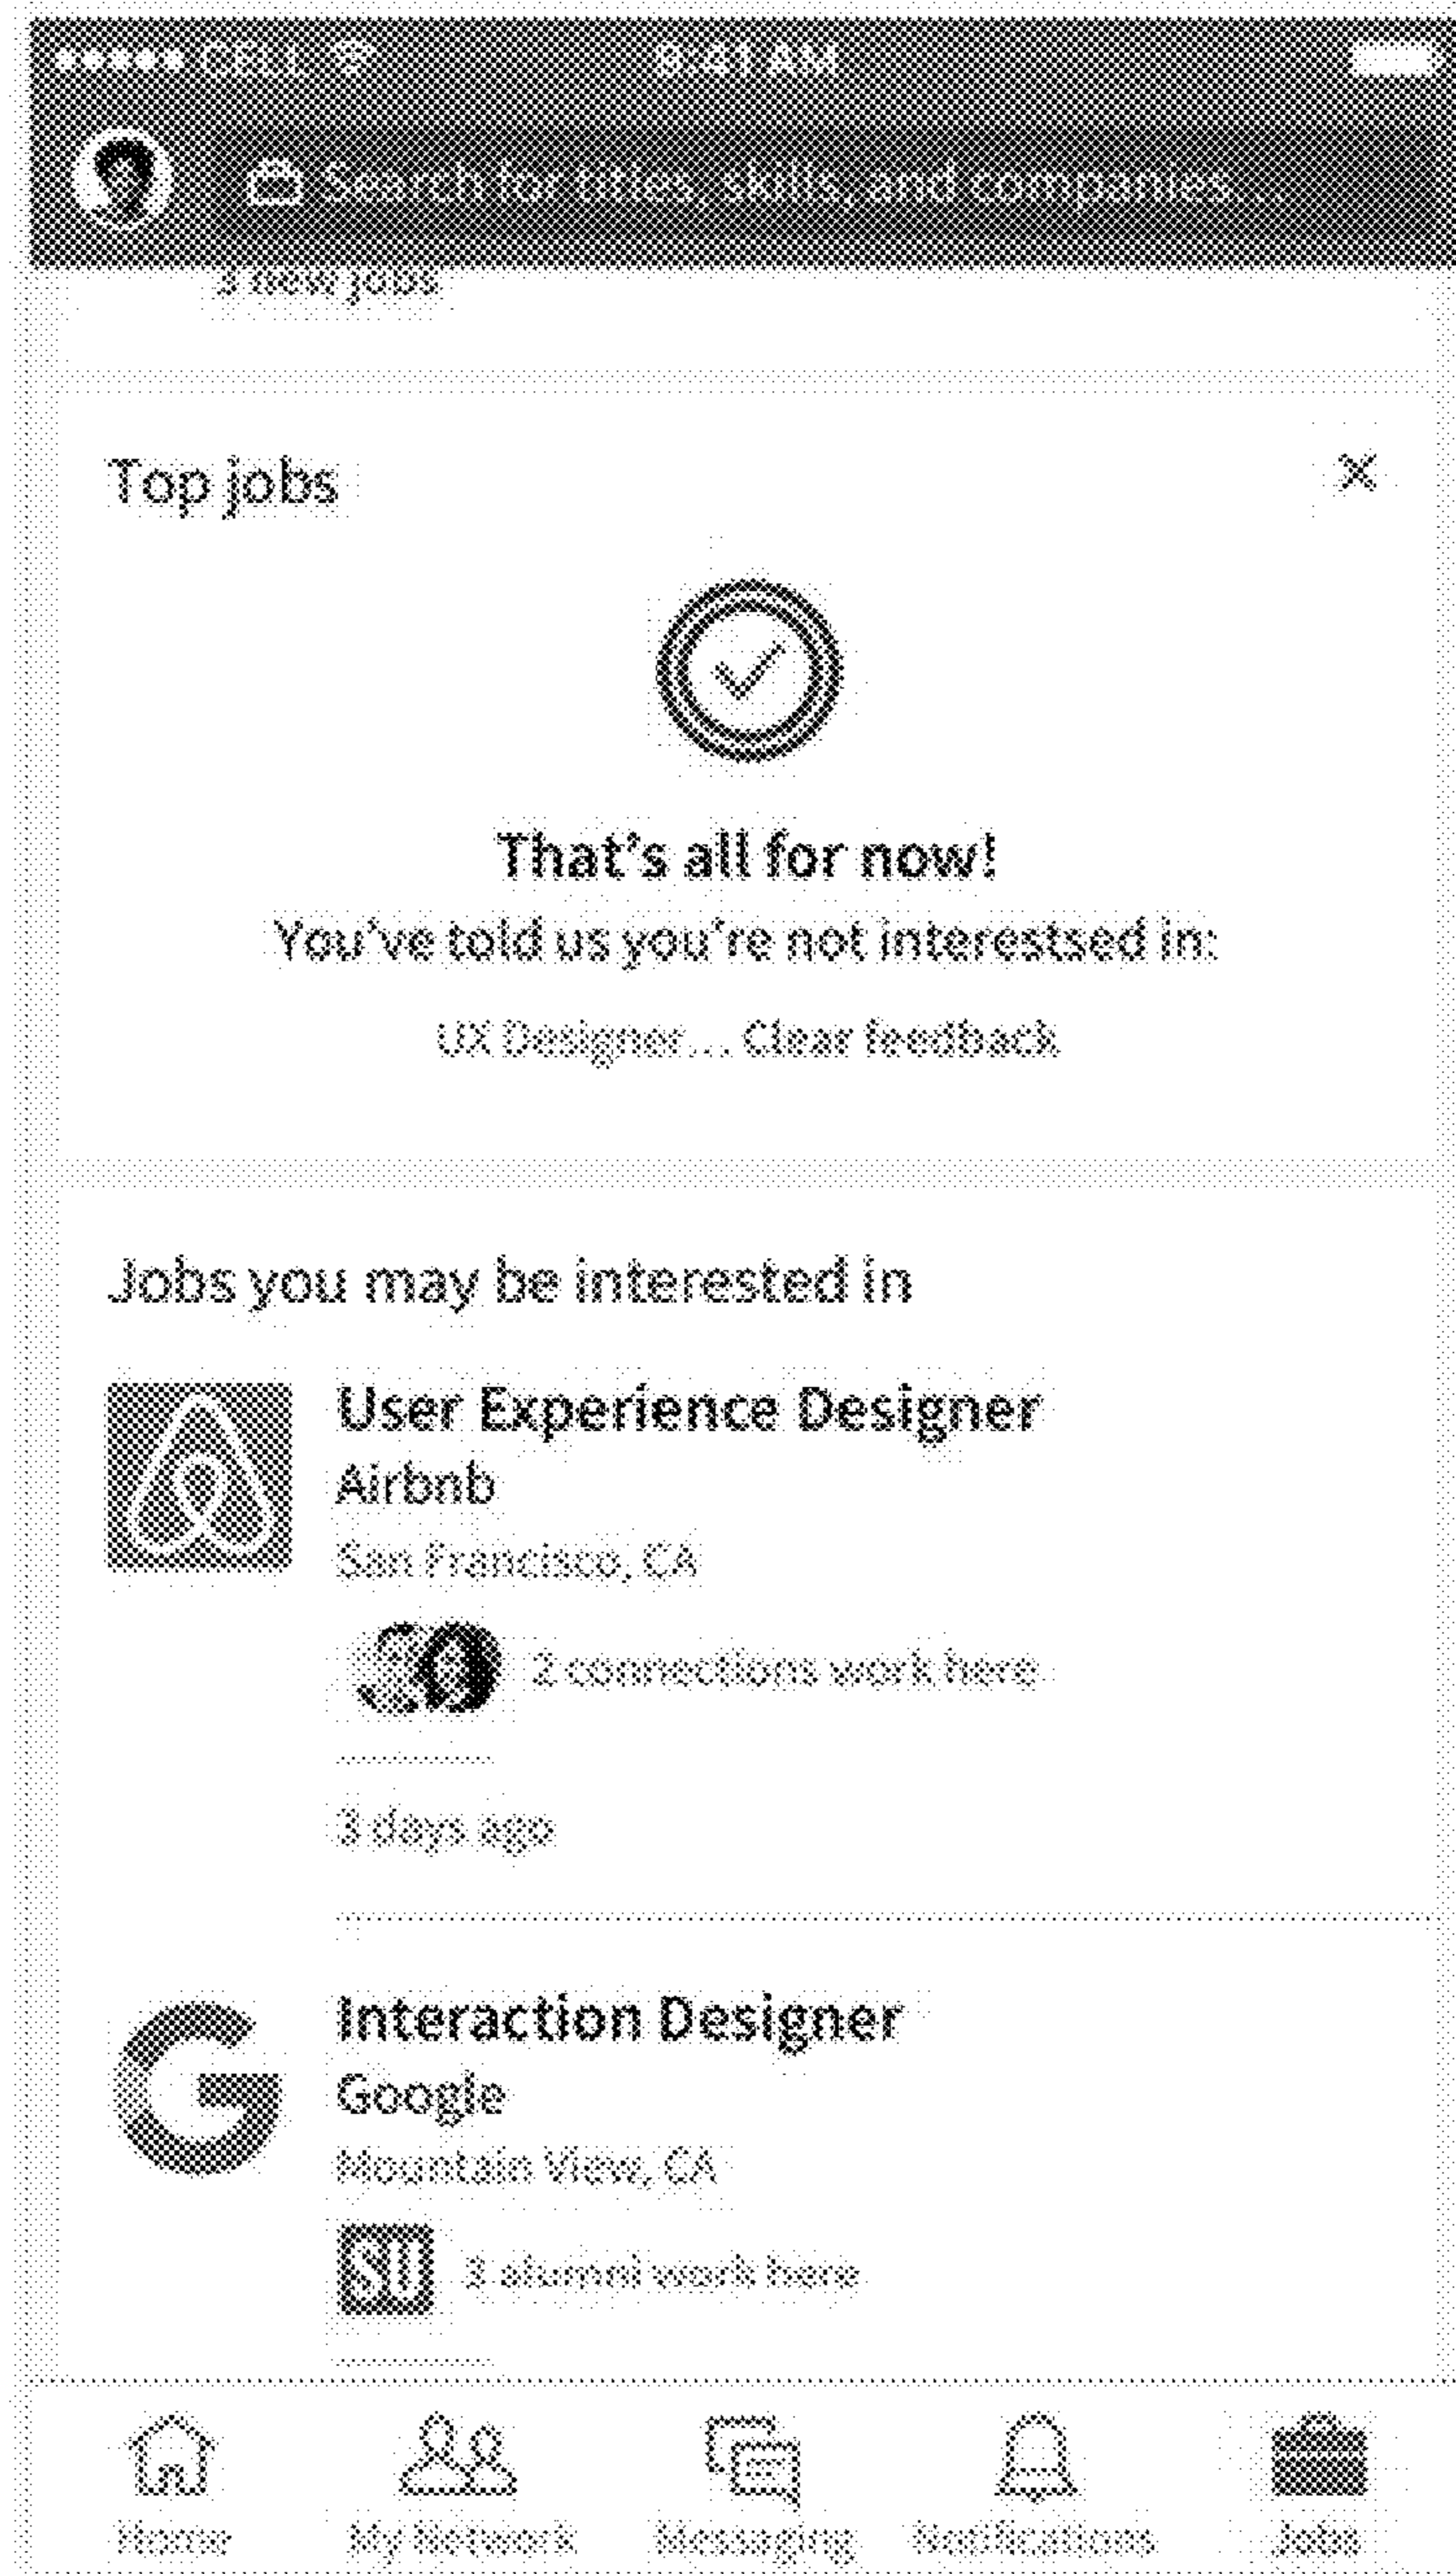 CELL 9:41 AM
Search for titles, skills, and companies...
3 new jobs
Top jobs
That's all for now!
You've told us you're not interestsed in:
UX Designer... Clear feedback
Jobs you may be interested in
User Experience Designer
Airbnb
San Francisco, CA
2 connections work here
3 days ago
Interaction Designer
Google
Mountain View, CA
SU 3 alumni work here
Home My Network Messaging Notifications Jobs